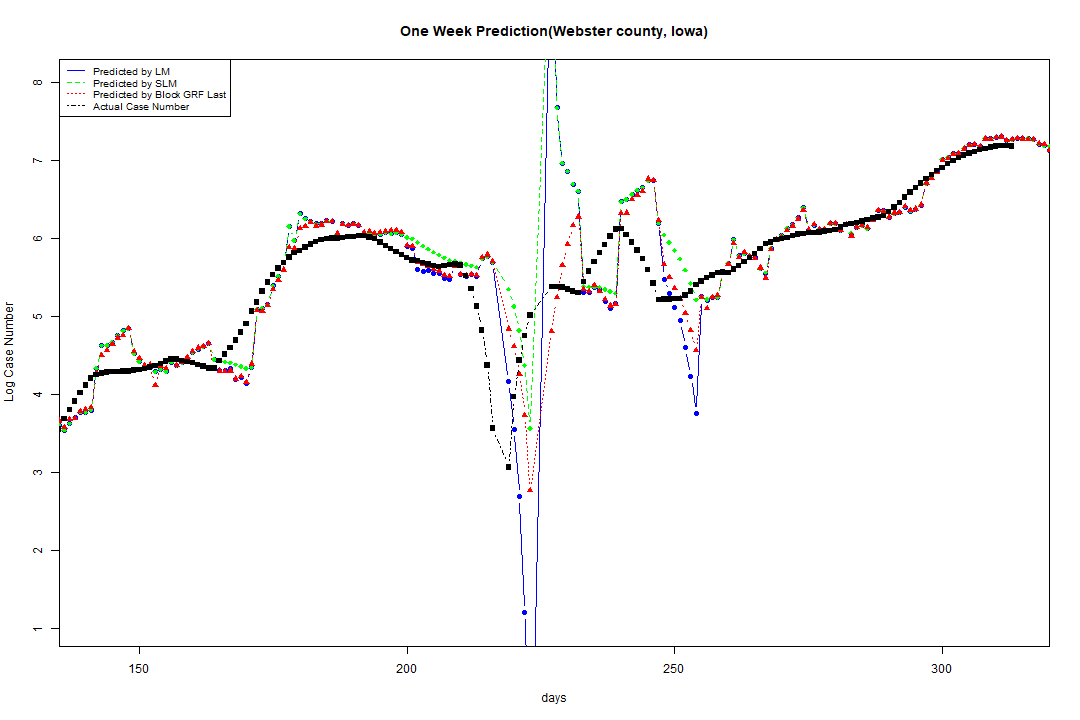 One Week Prediction(Webster county, Iowa)
Predicted by LM
Predicted by SLM
Predicted by Block GRF Last
Actual Case Number
Log Case Number
8
7
6
5
4
3
2
1
150 200 250 300
days